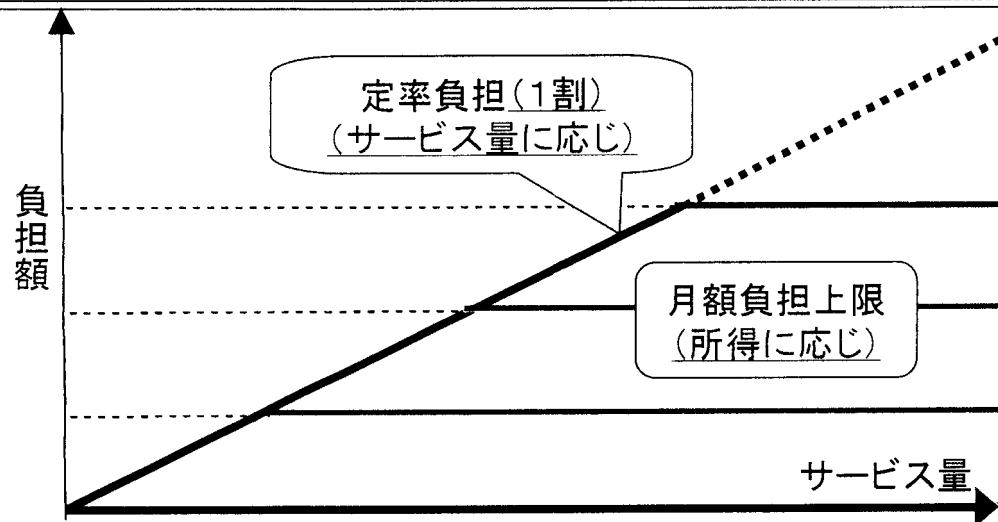 定率負担(1割)
(サービス量に応じ)
負担額
月額負担上限
(所得に応じ)
サービス量